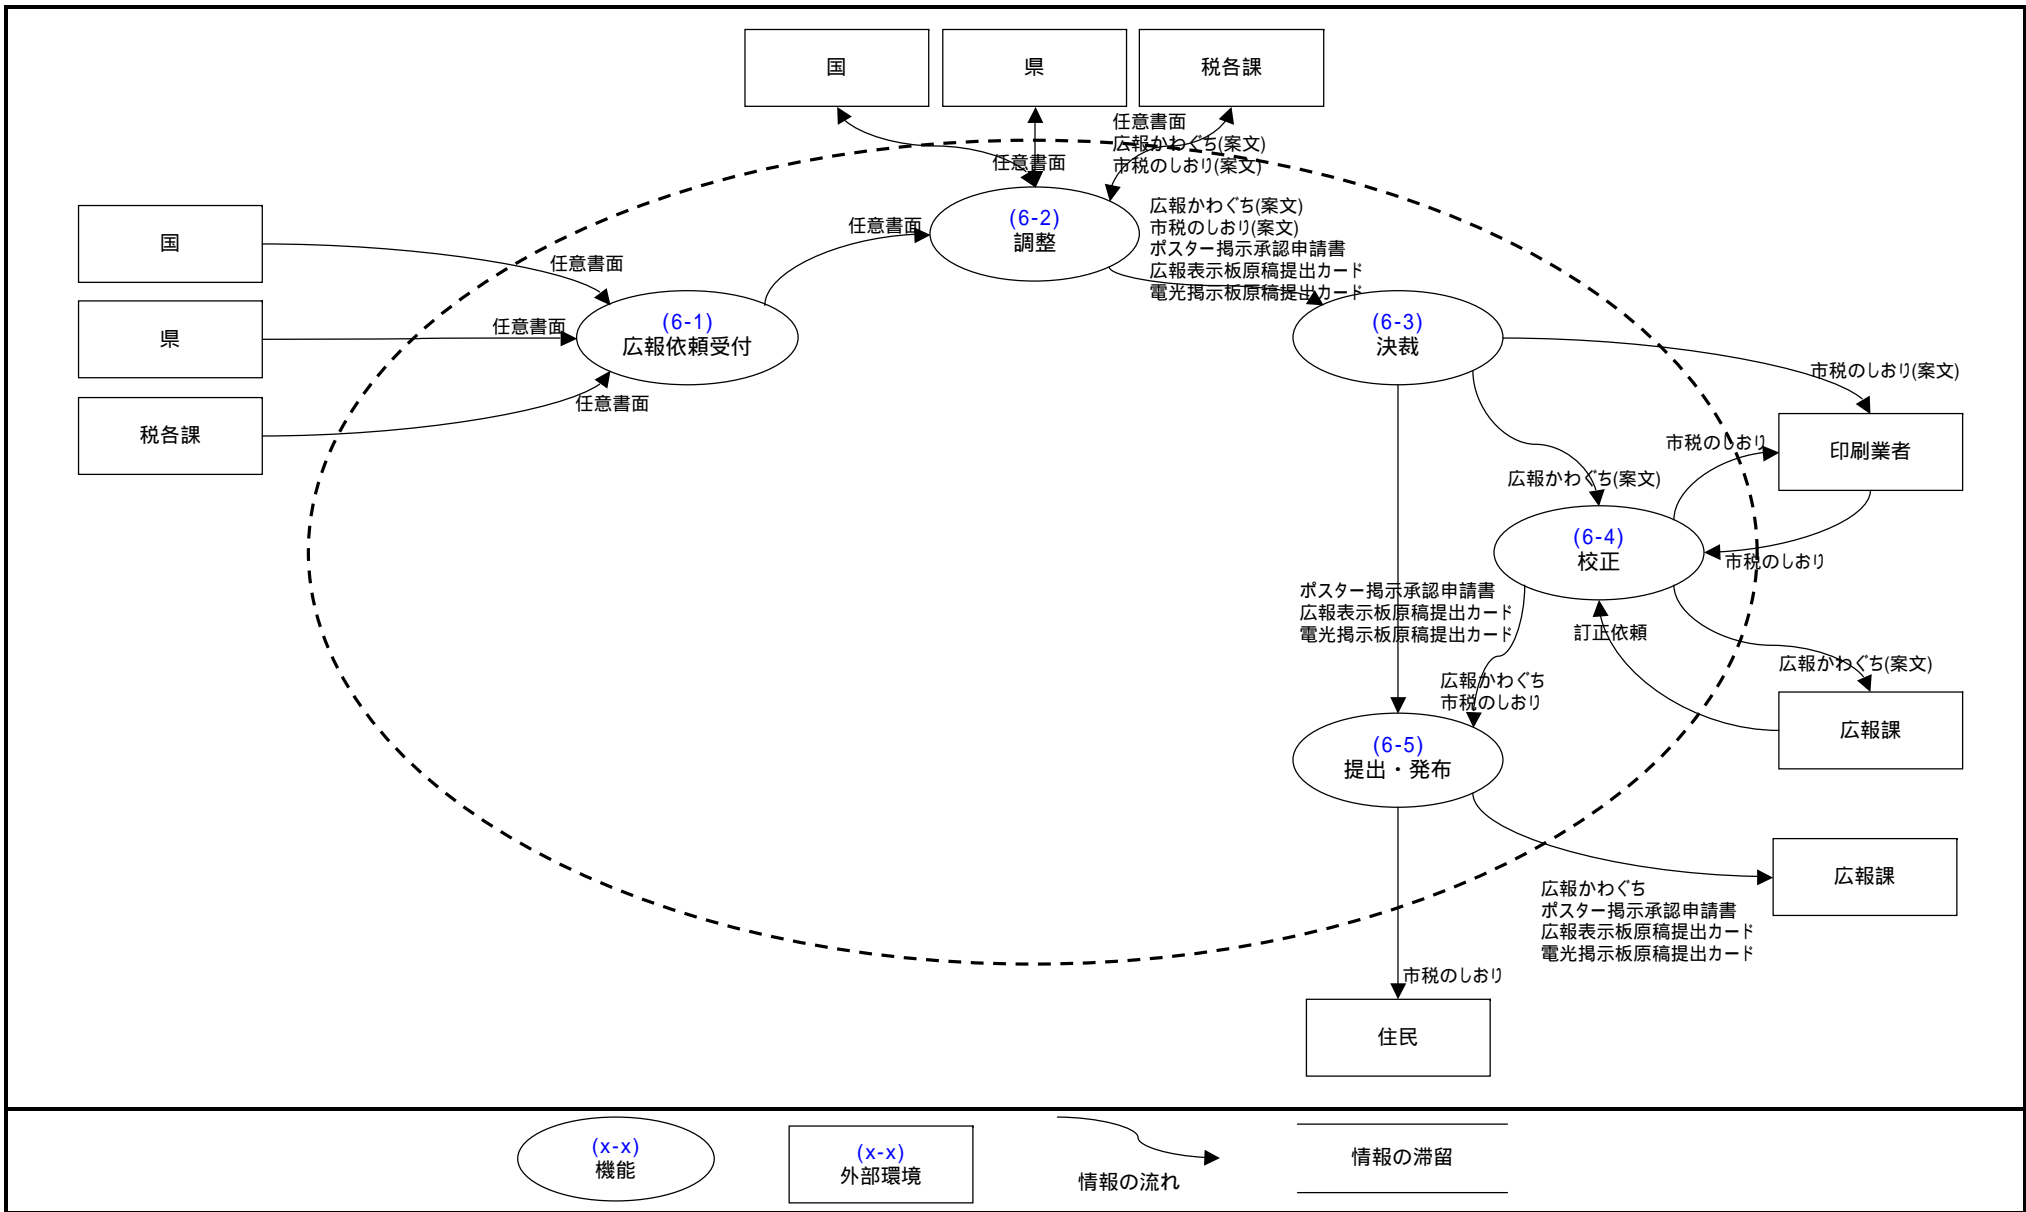 国
県
税各課
任意書面
広報かわぐち(案文)
市税のしおり(案文)
任意書面
国
県
税各課
任意書面
任意書面
任意書面
(6-1)
広報依頼受付
任意書面
(6-2)
調整
広報かわぐち(案文)
市税のしおり(案文)
ポスター掲示承認申請書
広報表示板原稿提出カード
電光掲示板原稿提出カード
(6-3)
決裁
市税のしおり(案文)
印刷業者
市税のしおり
広報かわぐち(案文)
(6-4)
校正
市税のしおり
ポスター掲示承認申請書
広報表示板原稿提出カード
電光掲示板原稿提出カード
訂正依頼
広報かわぐち(案文)
広報課
広報かわぐち
市税のしおり
(6-5)
提出・発布
広報課
広報かわぐち
ポスター掲示承認申請書
広報表示板原稿提出カード
電光掲示板原稿提出カード
市税のしおり
住民
(x-x)
機能
(x-x)
外部環境
情報の流れ
情報の滞留